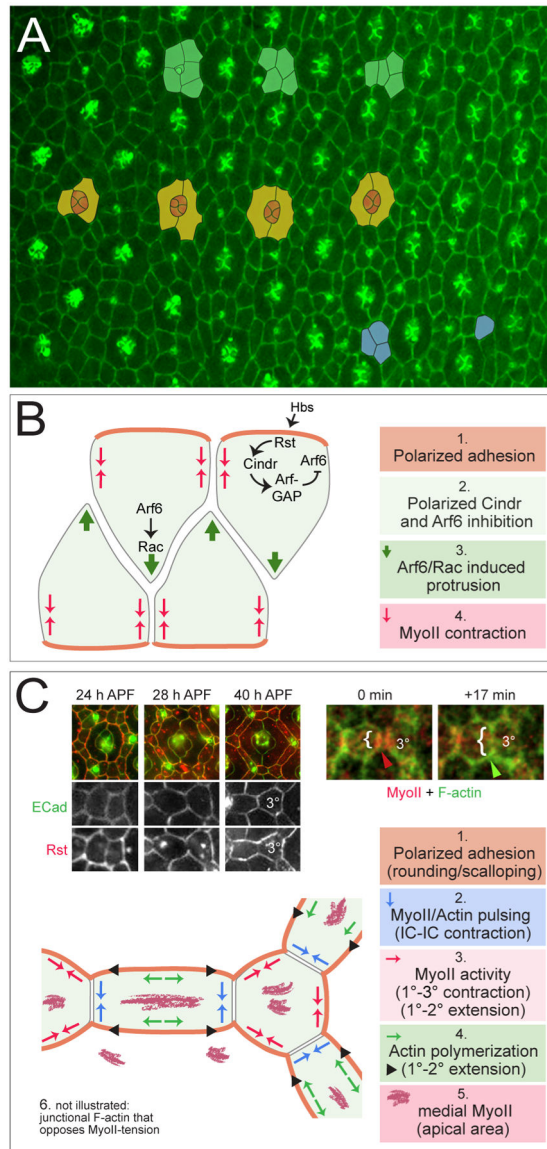 A
B
Hbs
Rst
Cindr
Arf6
Arf-
GAP
Arf6
Rac
1.
Polarized adhesion
2.
Polarized Cindr
and Arf6 inhibition
3.
Arf6/Rac induced
protrusion
4.
MyoII contraction
C
24 h APF 28 h APF 40 h APF
0 min +17 min
{ 3° { 3°
ECad
3°
MyoII + F-actin
Rst
3°
1.
Polarized adhesion
(rounding/scalloping)
2.
MyoII/Actin pulsing
(IC-IC contraction)
3.
MyoII activity
(1°-3° contraction)
(1°-2° extension)
4.
Actin polymerization
(1°-2° extension)
5.
medial MyoII
(apical area)
6. not illustrated:
junctional F-actin that
opposes MyoII-tension